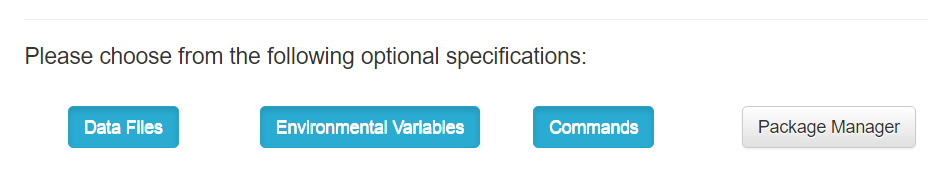 Please choose from the following optional specifications:
Data Files Environmental Variables Commands Package Manager